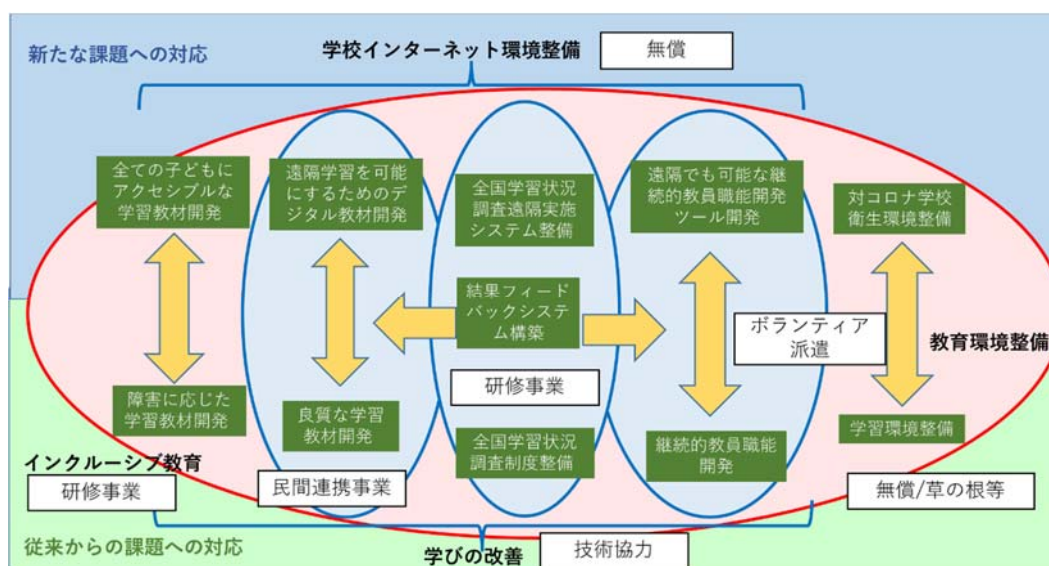 新たな課題への対応
学校インターネット環境整備
無償
全ての子どもに
アクセシブルな
学習教材開発
遠隔学習を可能
にするためのデ
ジタル教材開発
全国学習状況
調査遠隔実施
システム整備
遠隔でも可能な継
続的教員職能開発
ツール開発
対コロナ学校
衛生環境整備
結果フィード
バックシステ
ム構築
ボランティア
派遣
教育環境整備
研修事業
障害に応じた
学習教材開発
良質な学習
教材開発
全国学習状況
調査制度整備
継続的教員職能
開発
学習環境整備
インクルーシブ教育
研修事業
民間連携事業
無償/草の根等
従来からの課題への対応
学びの改善
技術協力